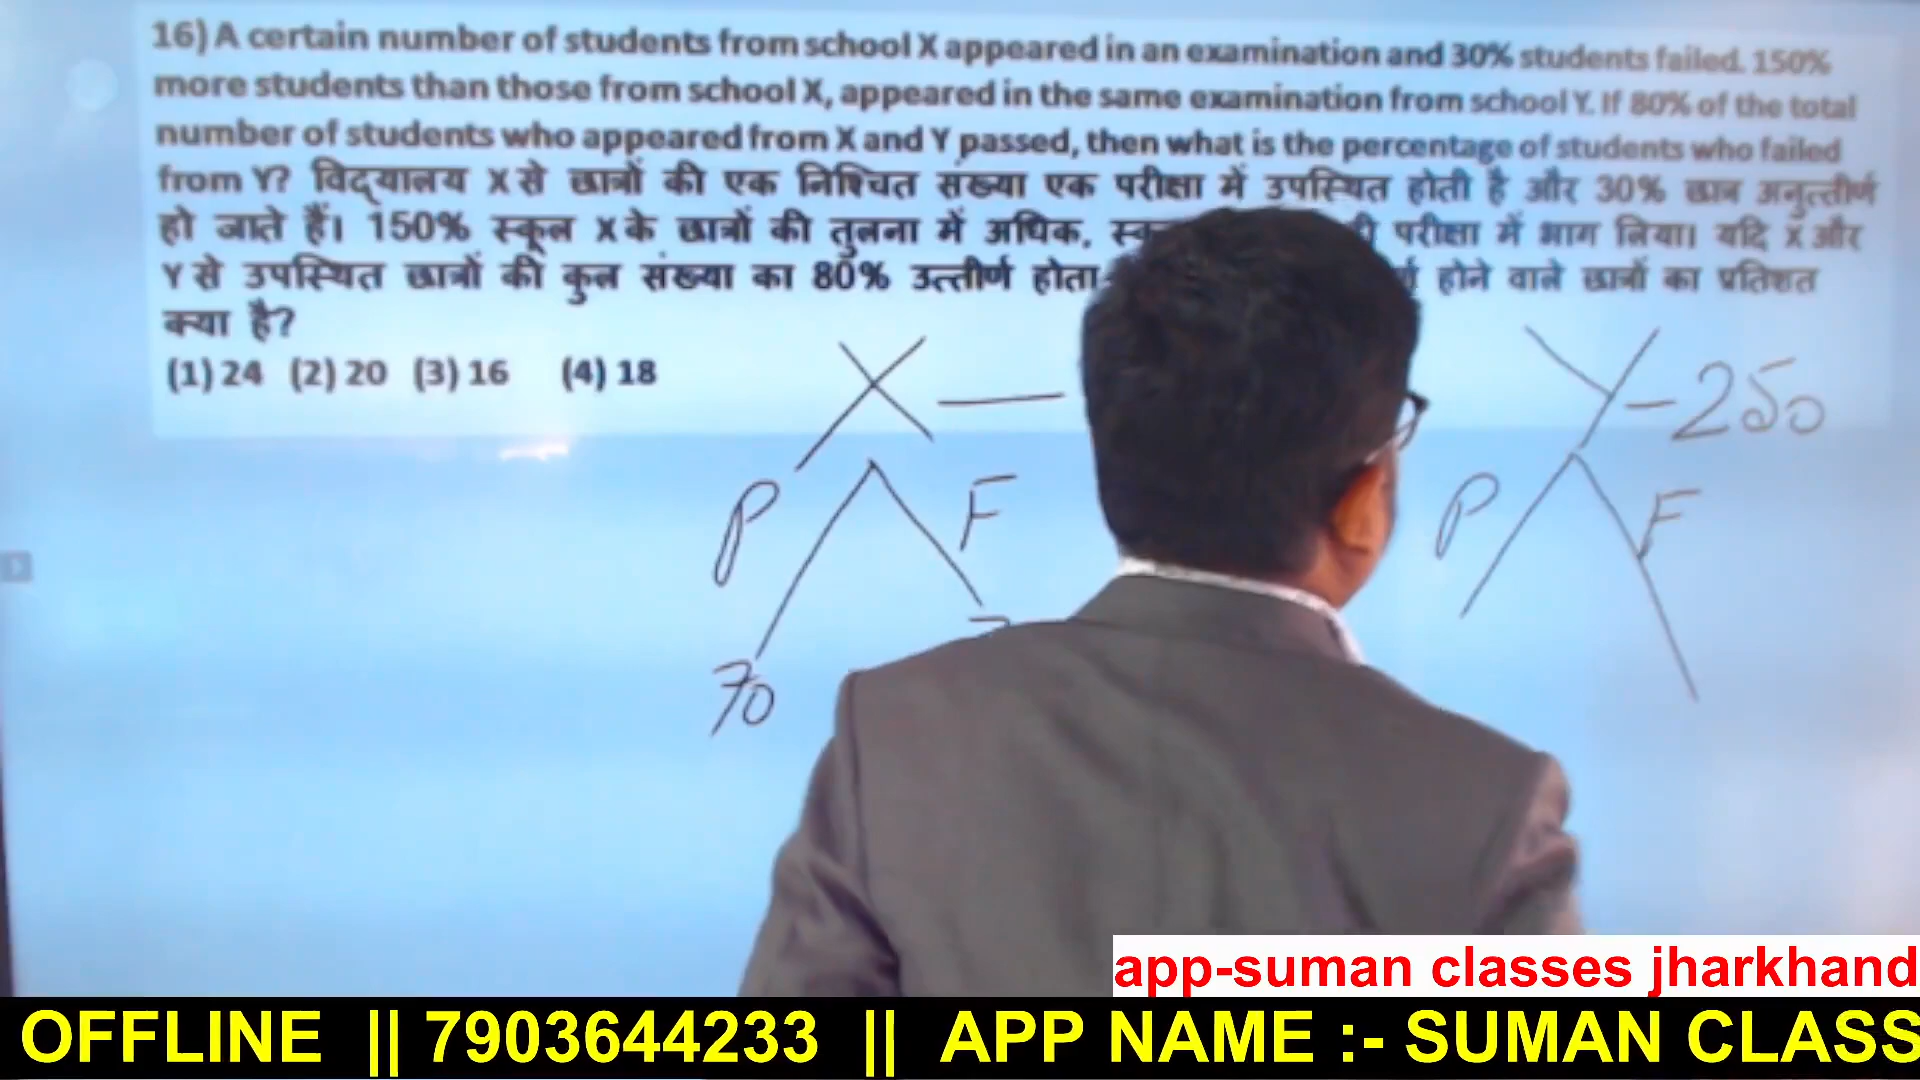 16) A certain number of students from school X appeared in an examination and 30% students failed. 150%
more students than those from school X, appeared in the same examination from school Y. If 80% of the total
number of students who appeared from X and Y passed, then what is the percentage of students who failed
from Y? विद्यालय X से छात्रों की एक निश्चित संख्या एक परीक्षा में उपस्थित होती है और 30% छात्र अनुत्तीर्ण
हो जाते हैं। 150% स्कूल X के छात्रों की तुलना में अधिक, परीक्षा में भाग लिया। यदि X और
Y से उपस्थित छात्रों की कुल संख्या का 80% उत्तीर्ण होता होने वाले छात्रों का प्रतिशत
क्या है?
(1) 24 (2) 20 (3) 16 (4) 18
X —
Y - 250
P F
P F
70
app-suman classes jharkhand
OFFLINE || 7903644233 || APP NAME :- SUMAN CLASS